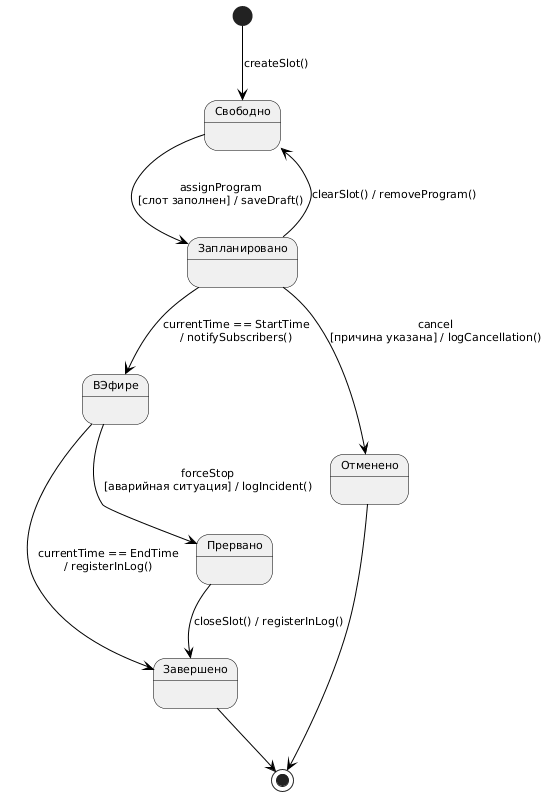 createSlot()
Свободно
assignProgram
[слот заполнен] / saveDraft()
clearSlot() / removeProgram()
Запланировано
currentTime == StartTime
/ notifySubscribers()
cancel
[причина указана] / logCancellation()
ВЭфире
Отменено
forceStop
[аварийная ситуация] / logIncident()
Прервано
currentTime == EndTime
/ registerInLog()
closeSlot() / registerInLog()
Завершено